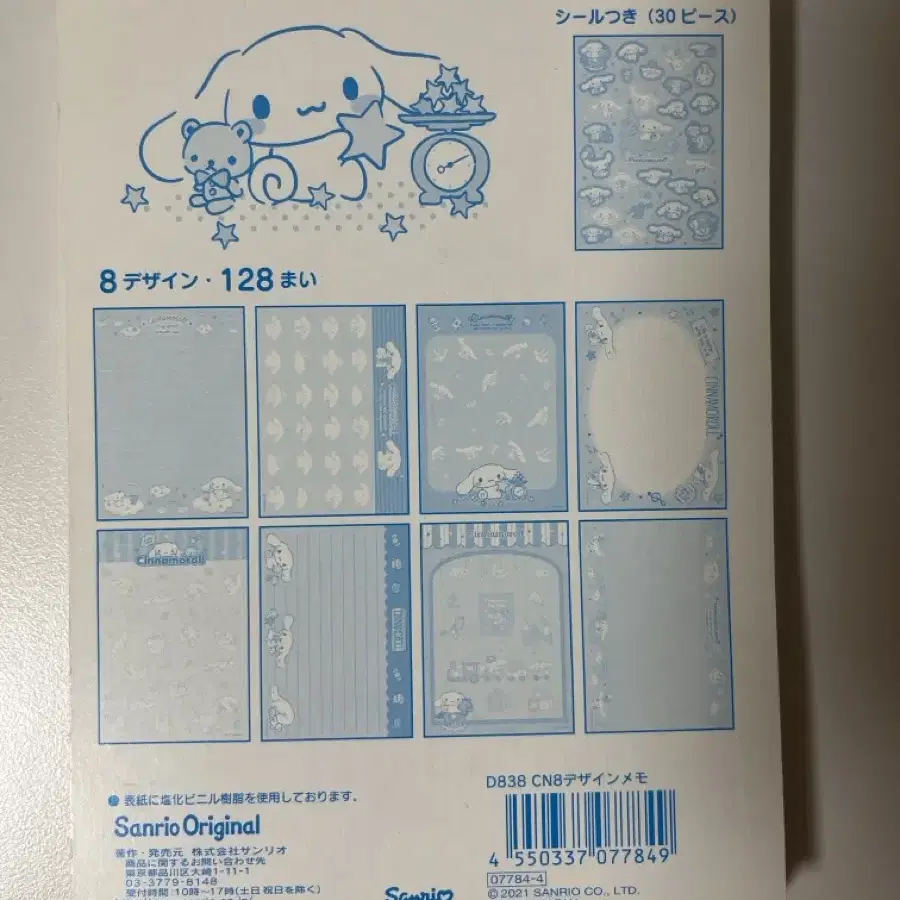 シールつき（30ピース）
8デザイン・128まい
CINNAMOROLL
Cinnamoroll
D838 CN8デザインメモ
●表紙に塩化ビニル樹脂を使用しております。
Sanrio Original
著作・発売元 株式会社サンリオ
商品に関するお問い合わせ先
東京都品川区大崎1-11-1
03-3779-8148
受付時間 10時〜17時(土日祝日を除く)
4 550337 077849
07784-4
© 2021 SANRIO CO., LTD.
Sanrio